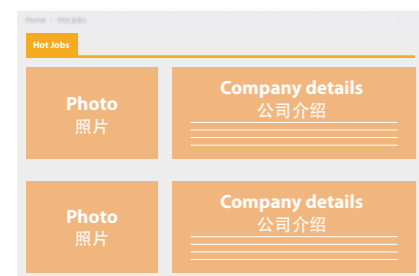 Home > Hot Jobs
Hot Jobs
Photo
照片
Company details
公司介绍
Photo
照片
Company details
公司介绍